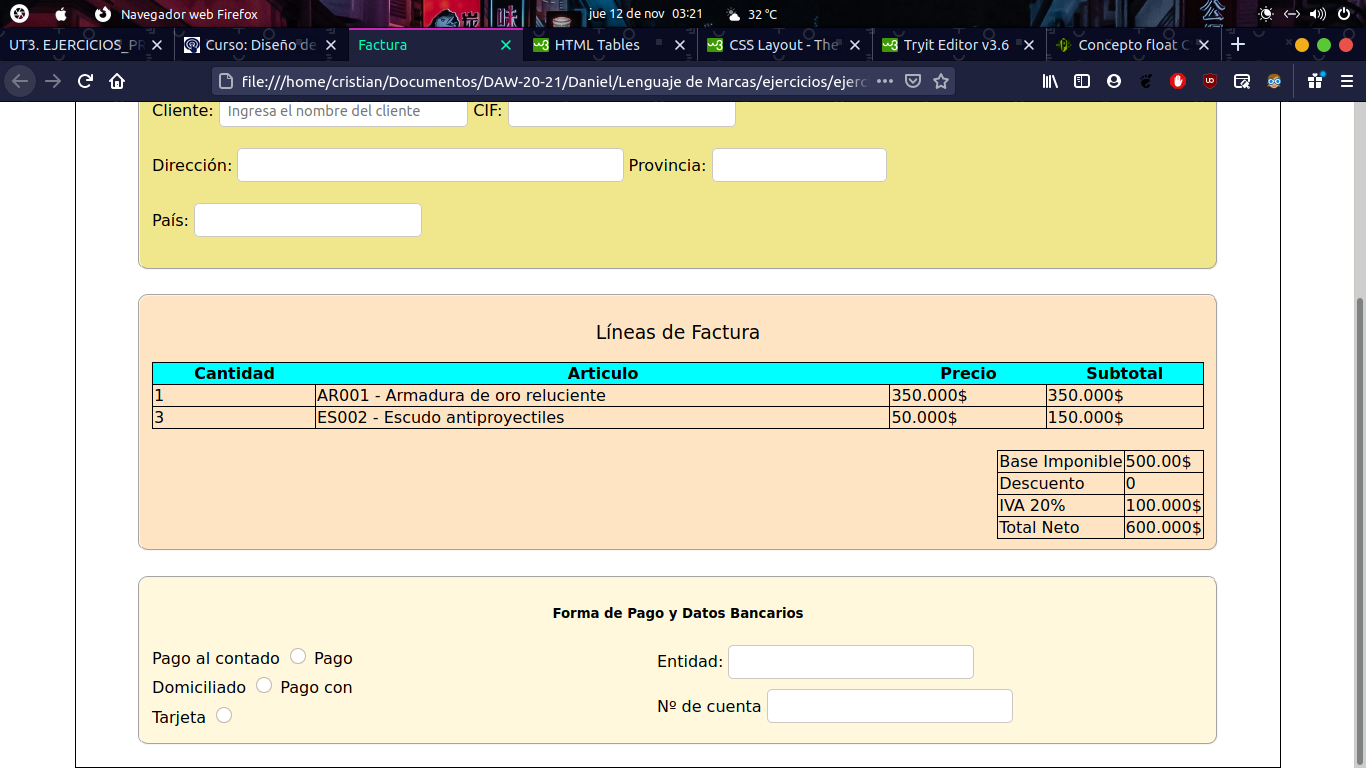 Navegador web Firefox jue 12 de nov 03:21 32 °C
UT3. EJERCICIOS_PR Curso: Diseño de Factura HTML Tables CSS Layout - The Tryit Editor v3.6 Concepto float C
file:///home/cristian/Documentos/DAW-20-21/Daniel/Lenguaje de Marcas/ejercicios/ejerc
Cliente: Ingresa el nombre del cliente CIF:
Dirección: Provincia:
País:
Líneas de Factura
Cantidad Articulo Precio Subtotal
1 AR001 - Armadura de oro reluciente 350.000$ 350.000$
3 ES002 - Escudo antiproyectiles 50.000$ 150.000$
Base Imponible 500.00$
Descuento 0
IVA 20% 100.000$
Total Neto 600.000$
Forma de Pago y Datos Bancarios
Pago al contado Pago
Domiciliado Pago con
Tarjeta
Entidad:
Nº de cuenta